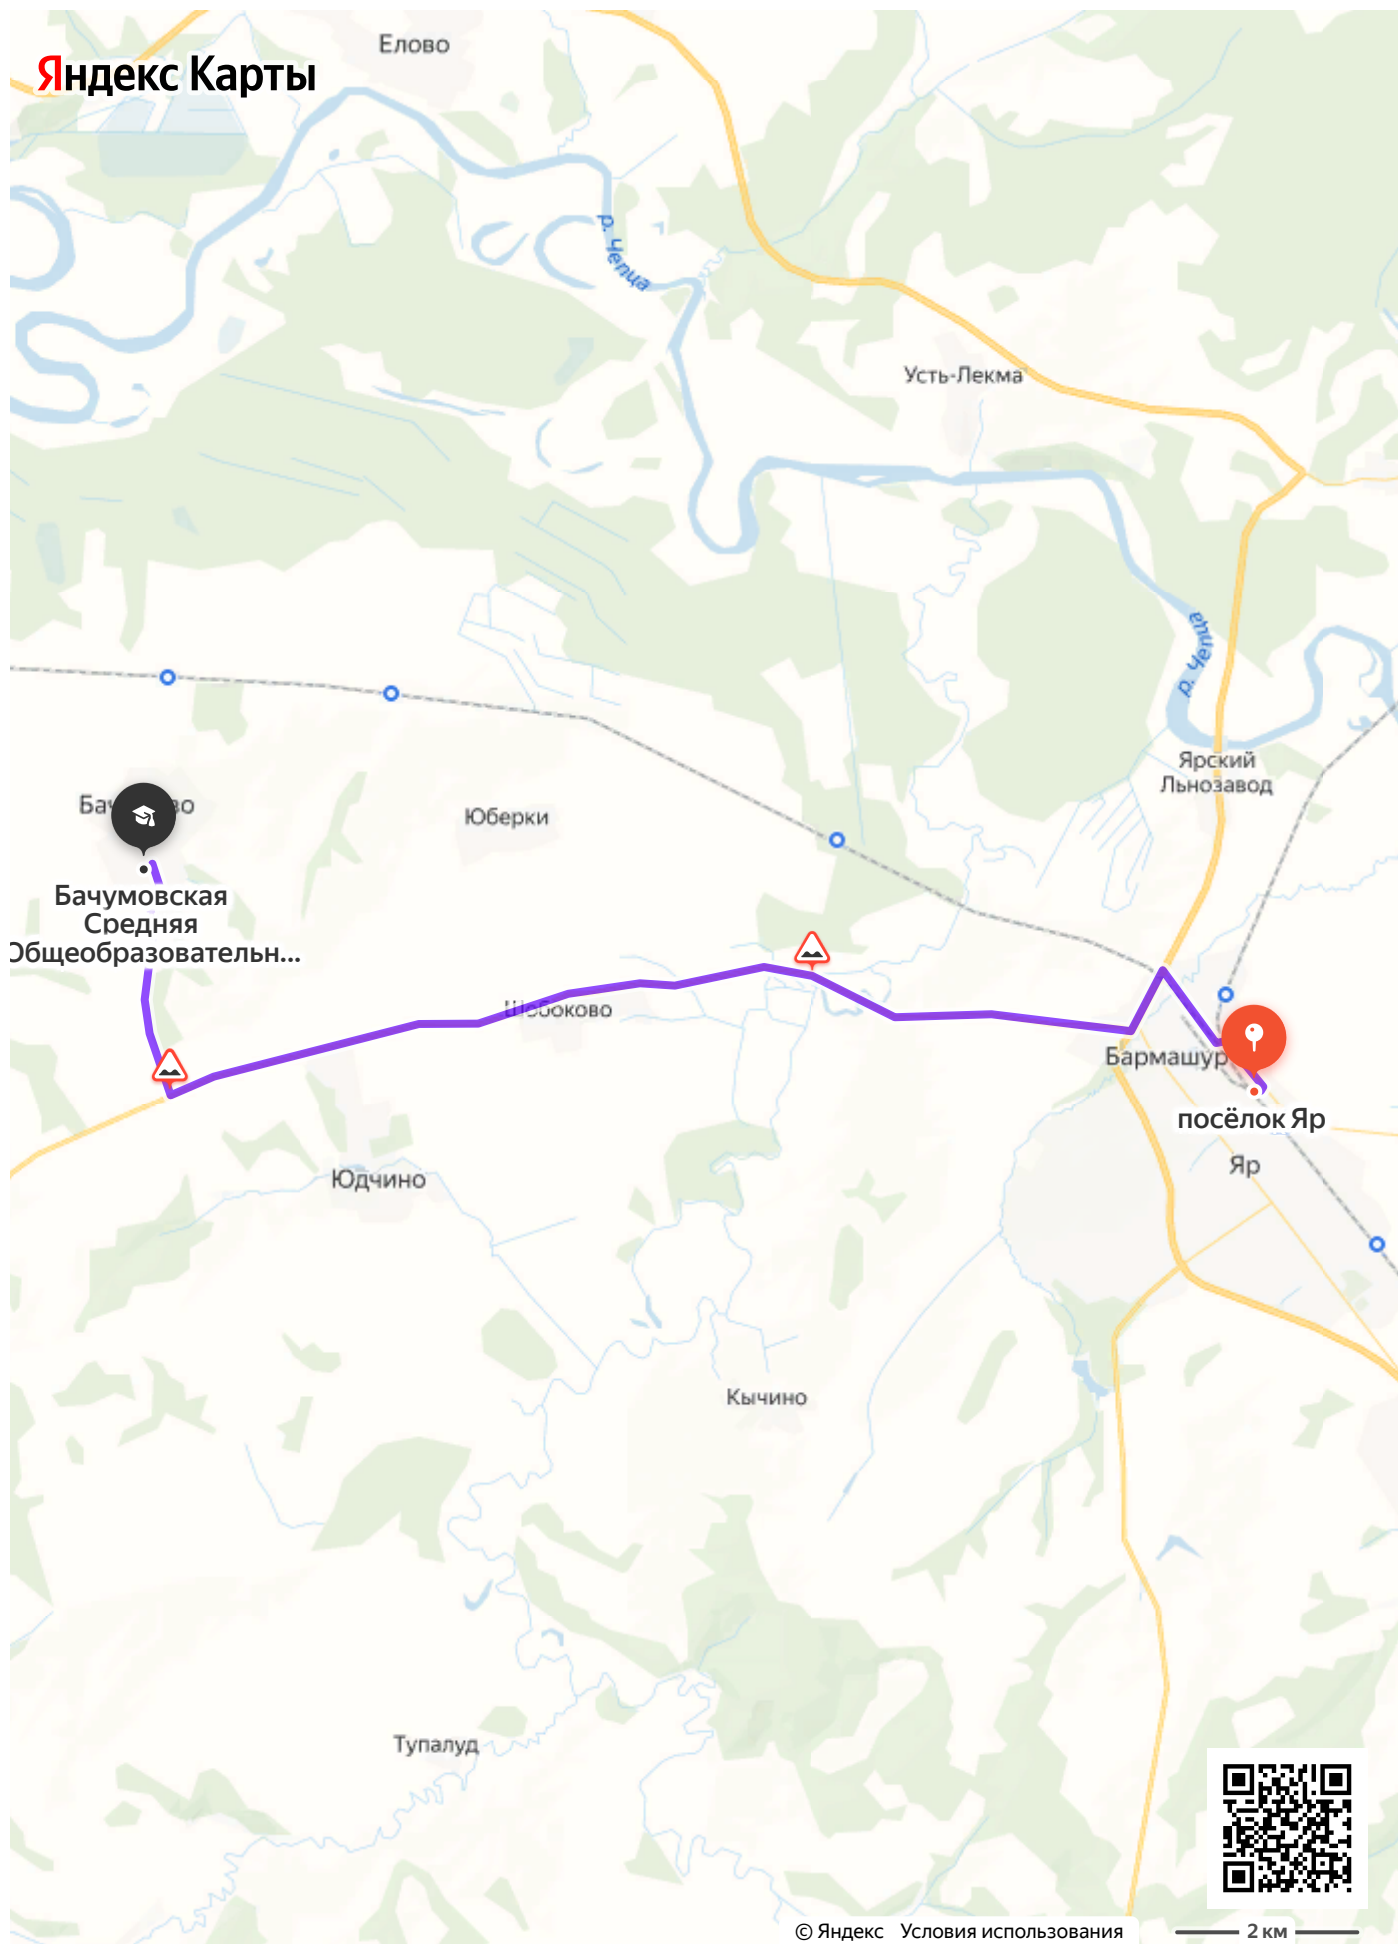 Елово
Яндекс Карты
р. Чепца
Усть-Лекма
р. Чепца
Ярский
Льнозавод
Юберки
Бачумовская
Средняя
Общеобразовательн...
Бармашур
посёлок Яр
Яр
Юдчино
Кычино
Тупалуд
© Яндекс Условия использования
2 км